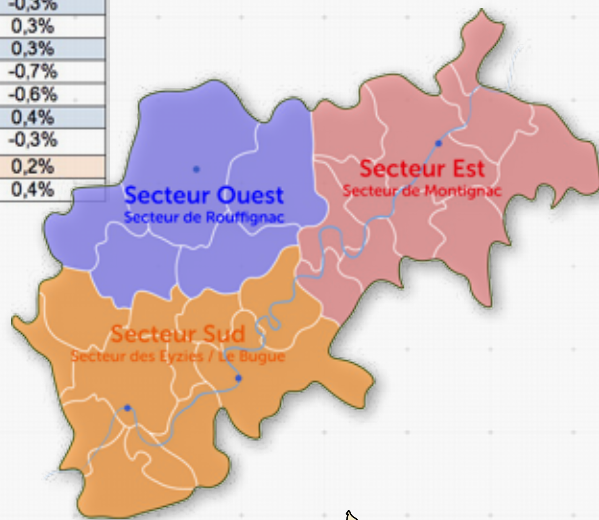 -0,3%
0,3%
0,3%
-0,7%
-0,6%
0,4%
-0,3%
0,2%
0,4%
Secteur Est
Secteur de Montignac
Secteur Ouest
Secteur de Rouffignac
Secteur Sud
Secteur des Eyzies / Le Bugue